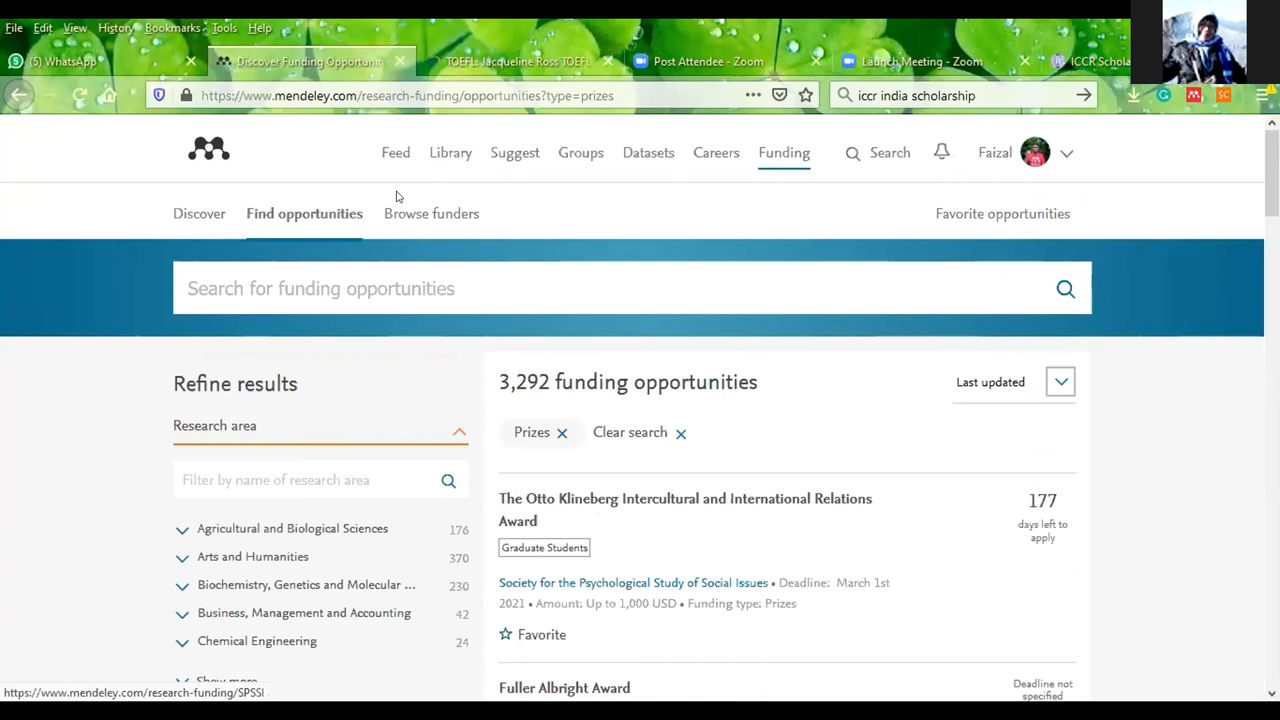 File Edit View History Bookmarks Tools Help
(5) WhatsApp
Discover Funding Opportunit
TOEFL: Jacqueline Ross TOEFL
Post Attendee - Zoom
Launch Meeting - Zoom
ICCR Schola
https://www.mendeley.com/research-funding/opportunities?type=prizes
iccr india scholarship
Feed Library Suggest Groups Datasets Careers Funding Search Faizal
Discover Find opportunities Browse funders Favorite opportunities
Search for funding opportunities
Refine results
Research area
Filter by name of research area
Agricultural and Biological Sciences 176
Arts and Humanities 370
Biochemistry, Genetics and Molecular ... 230
Business, Management and Accounting 42
Chemical Engineering 24
Show more
3,292 funding opportunities
Last updated
Prizes Clear search
The Otto Klineberg Intercultural and International Relations
Award
177
days left to
apply
Graduate Students
Society for the Psychological Study of Social Issues • Deadline: March 1st
2021 • Amount: Up to 1,000 USD • Funding type: Prizes
Favorite
Fuller Albright Award
Deadline not
specified
https://www.mendeley.com/research-funding/SPSSI